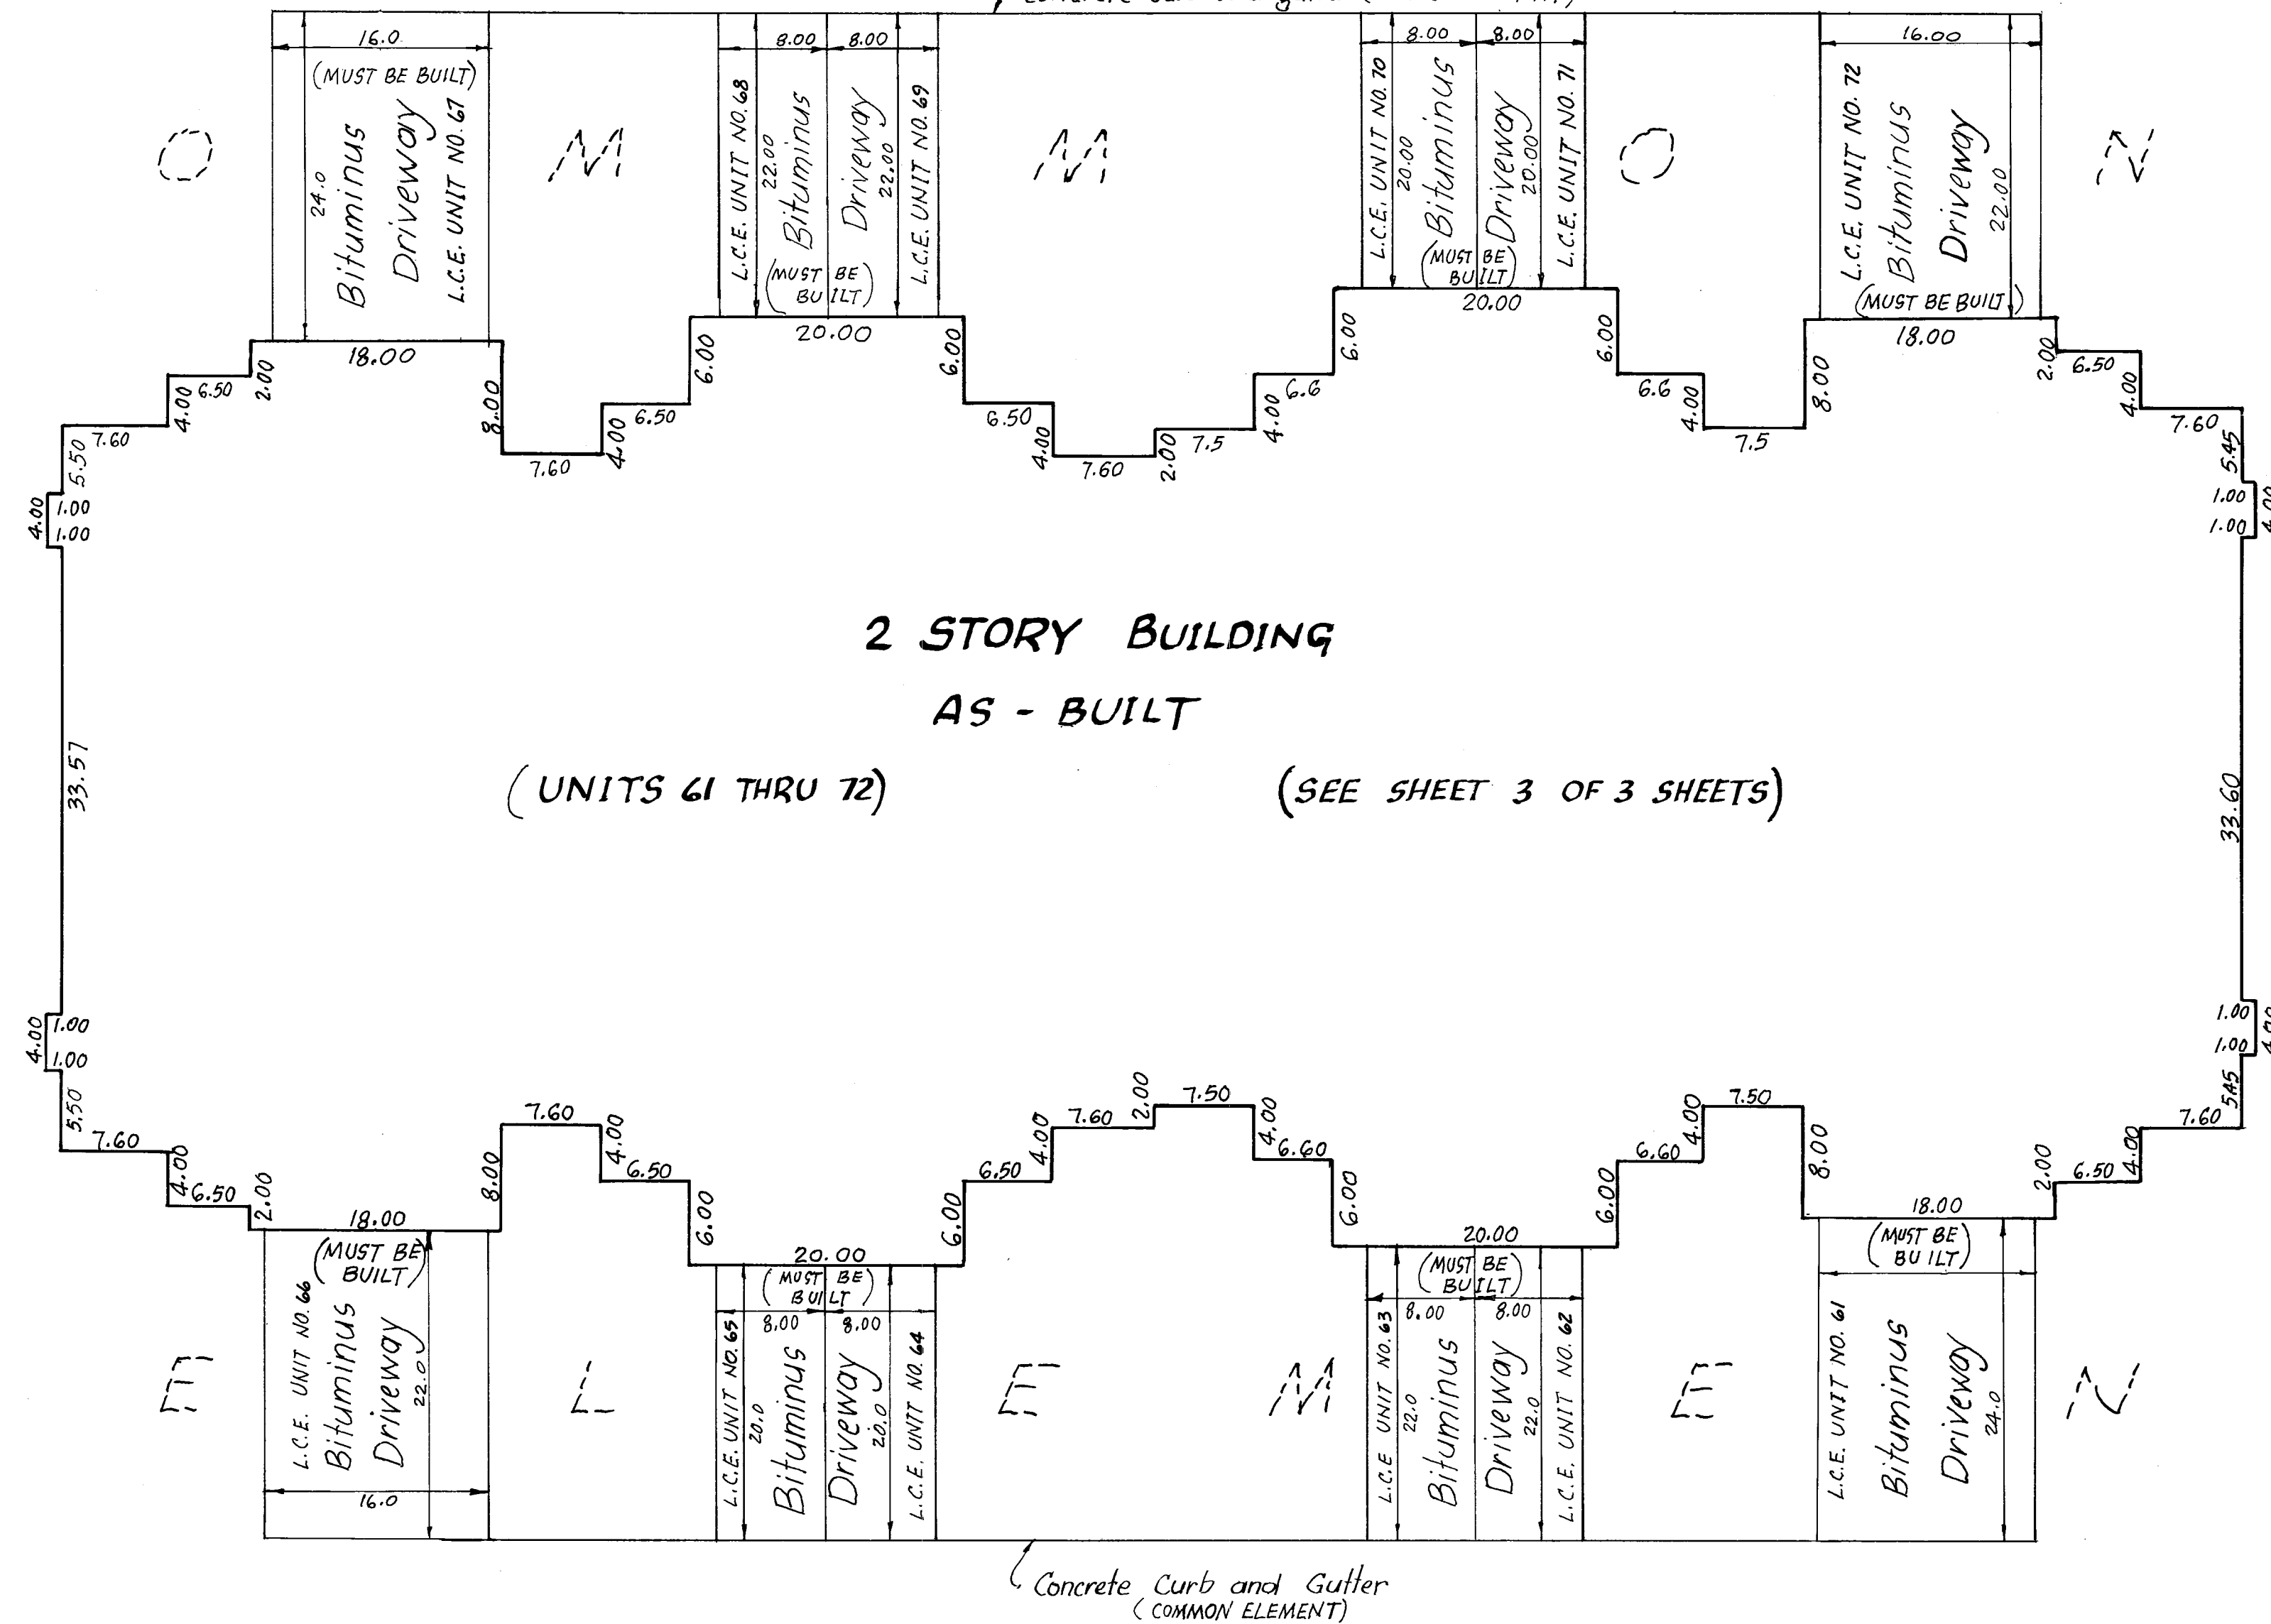 Concrete
16.0
8.00 8.00
8.00 8.00
16.00
(MUST BE BUILT)
24.0
Bituminus
Driveway
L.C.E. UNIT NO. 67
L.C.E. UNIT NO. 68
22.00
Bituminus
Driveway
22.00
L.C.E. UNIT NO. 69
(MUST BE
BUILT)
L.C.E. UNIT NO. 70
20.00
Bituminus
Driveway
20.00
L.C.E. UNIT NO. 71
(MUST BE
BUILT)
L.C.E. UNIT NO. 72
Bituminus
Driveway
22.00
(MUST BE BUILT)
O M M O N
18.00
20.00
20.00
18.00
5.50
7.60
4.00
6.50
2.00
8.00
7.60
4.00
6.50
6.00
6.00
6.50
4.00
7.60
2.00
7.5
4.00
6.6
6.00
6.00
6.6
4.00
7.5
8.00
2.00
6.50
4.00
7.60
5.45
4.00
1.00
1.00
1.00
1.00
4.00
2 STORY BUILDING
AS - BUILT
(UNITS 61 THRU 72) (SEE SHEET 3 OF 3 SHEETS)
33.57
33.60
4.00
1.00
1.00
1.00
1.00
4.00
5.50
7.60
4.00
6.50
2.00
18.00
8.00
7.60
4.00
6.50
6.00
20.00
6.00
6.50
4.00
7.60
2.00
7.50
4.00
6.60
6.00
20.00
6.00
6.60
4.00
7.50
8.00
18.00
2.00
6.50
4.00
7.60
5.45
(MUST BE
BUILT)
L.C.E. UNIT NO. 66
Bituminus
Driveway
22.0
16.0
(MUST BE
BUILT)
8.00 8.00
L.C.E. UNIT NO. 65
20.0
Bituminus
Driveway
20.0
L.C.E. UNIT NO. 64
(MUST BE
BUILT)
8.00 8.00
L.C.E UNIT NO. 63
22.0
Bituminus
Driveway
22.0
L.C.E. UNIT NO. 62
(MUST BE
BUILT)
L.C.E. UNIT NO. 61
Bituminus
Driveway
24.0
E L E M E N
Concrete Curb and Gutter
(COMMON ELEMENT)